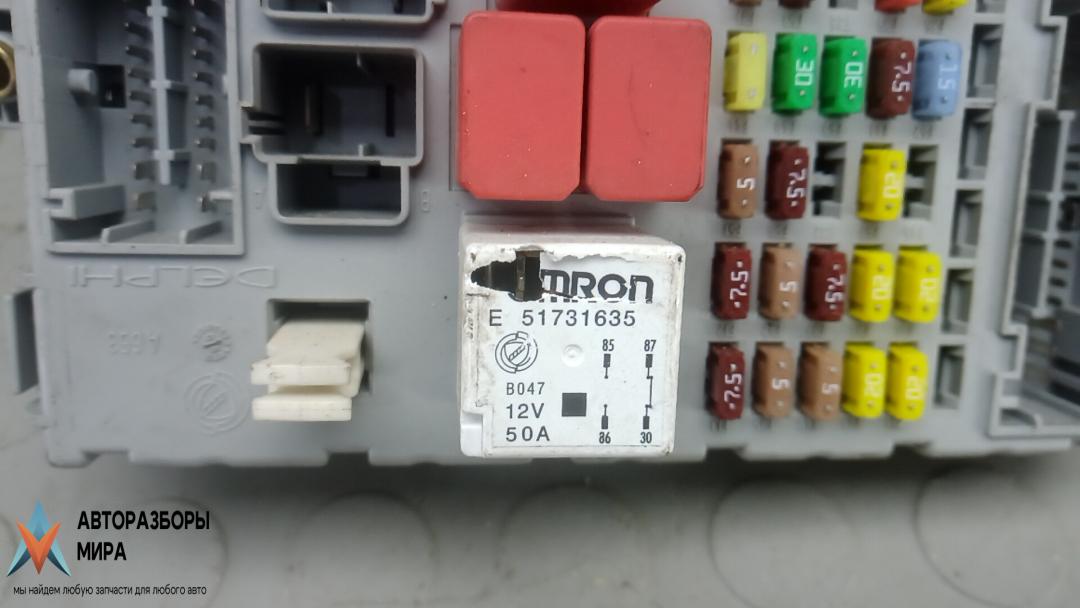 30 30 7.5 15
5 7.5 20
DELPHI
7.5 5 7.5 20 20
OMRON
E 51731635
85 87
B047
12V
50A
86 30
7.5 5 5 20 20
АВТОРАЗБОРЫ
МИРА
мы найдем любую запчасти для любого авто